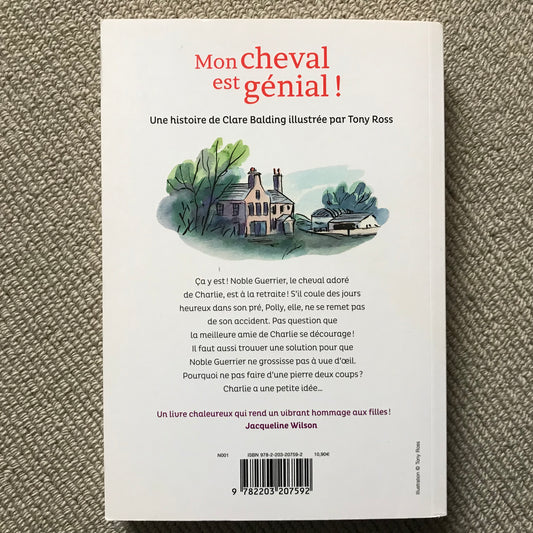 Mon cheval
est génial !
Une histoire de Clare Balding illustrée par Tony Ross
Ça y est ! Noble Guerrier, le cheval adoré
de Charlie, est à la retraite ! S'il coule des jours
heureux dans son pré, Polly, elle, ne se remet pas
de son accident. Pas question que
la meilleure amie de Charlie se décourage !
Il faut aussi trouver une solution pour que
Noble Guerrier ne grossisse pas à vue d'œil.
Pourquoi ne pas faire d'une pierre deux coups ?
Charlie a une petite idée…
Un livre chaleureux qui rend un vibrant hommage aux filles !
Jacqueline Wilson
N001 ISBN 978-2-203-20759-2 10,90€
9 782203 207592
Illustration © Tony Ross